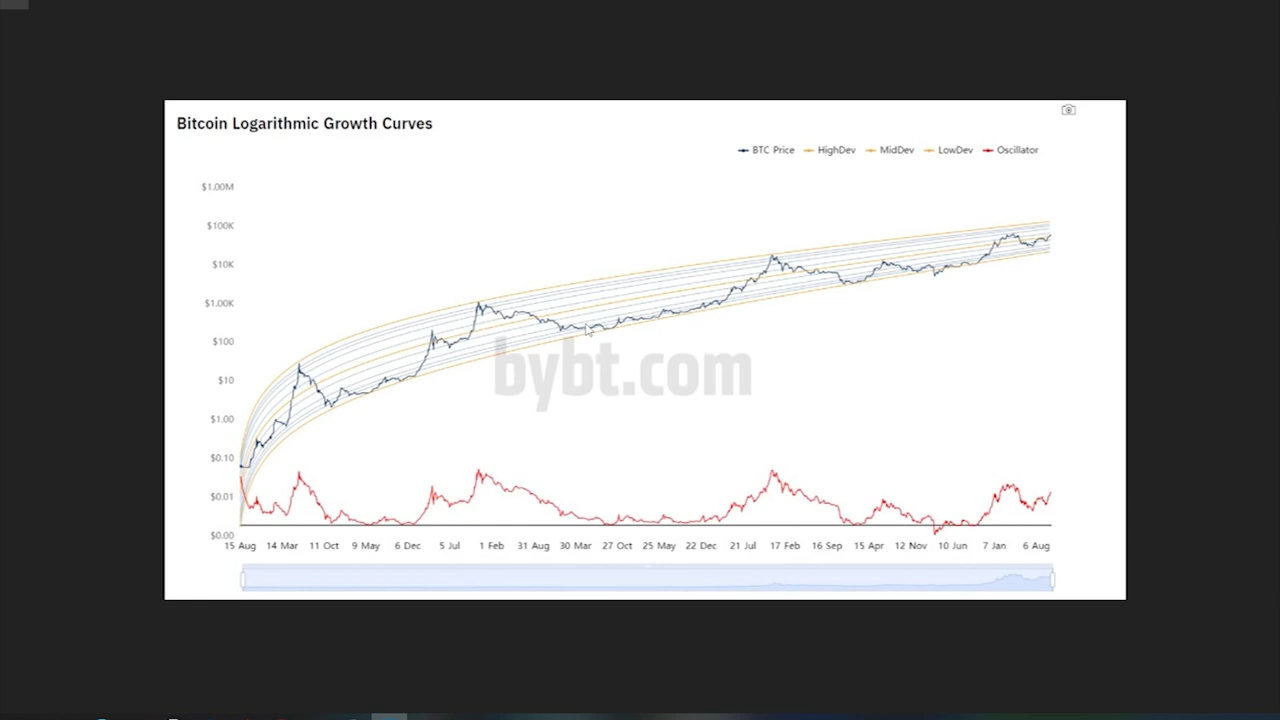 Bitcoin Logarithmic Growth Curves
BTC Price HighDev MidDev LowDev Oscillator
$1.00M
$100K
$10K
$1.00K
$100
$10
$1.00
$0.10
$0.01
$0.00
bybt.com
15 Aug 14 Mar 11 Oct 9 May 6 Dec 5 Jul 1 Feb 31 Aug 30 Mar 27 Oct 25 May 22 Dec 21 Jul 17 Feb 16 Sep 15 Apr 12 Nov 10 Jun 7 Jan 6 Aug